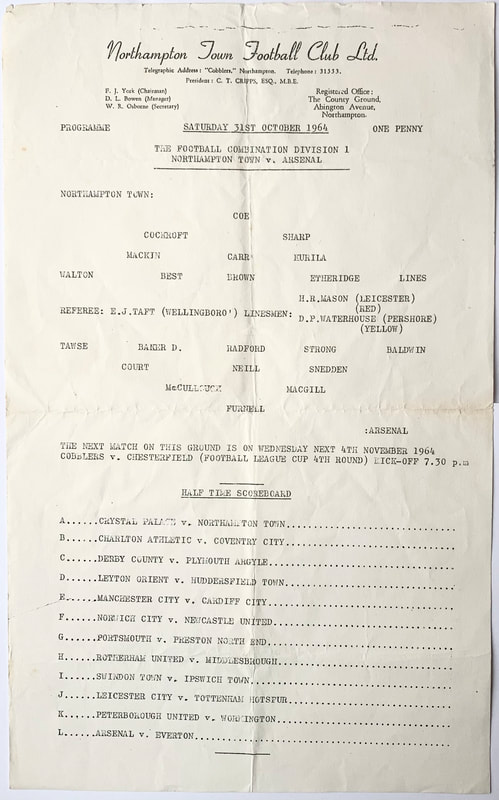 Northampton Town Football Club Ltd.
Telegraphic Address: "Cobblers," Northampton. Telephone: 31553.
President: C. T. CRIPPS, ESQ., M.B.E.
F. J. York (Chairman)
D. L. Bowen (Manager)
W. R. Osborne (Secretary)
Registered Office:
The County Ground,
Abington Avenue,
Northampton.
PROGRAMME SATURDAY 31ST OCTOBER 1964 ONE PENNY
THE FOOTBALL COMBINATION DIVISION 1
NORTHAMPTON TOWN v. ARSENAL
NORTHAMPTON TOWN:
COE
COCKROFT SHARP
MACKIN CARR KURILA
WALTON BEST BROWN ETHERIDGE LINES
REFEREE: E.J.TAFT (WELLINGBORO') LINESMEN:
H.R.MASON (LEICESTER)
(RED)
D.P.WATERHOUSE (PERSHORE)
(YELLOW)
TAWSE BAKER D. RADFORD STRONG BALDWIN
COURT NEILL SNEDDEN
McCULLOUCH MACGILL
FURNELL
:ARSENAL
THE NEXT MATCH ON THIS GROUND IS ON WEDNESDAY NEXT 4TH NOVEMBER 1964
COBBLERS v. CHESTERFIELD (FOOTBALL LEAGUE CUP 4TH ROUND) KICK-OFF 7.30 p.m
HALF TIME SCOREBOARD
A......CRYSTAL PALACE v. NORTHAMPTON TOWN..............................
B......CHARLTON ATHLETIC v. COVENTRY CITY..............................
C......DERBY COUNTY v. PLYMOUTH ARGYLE.................................
D......LEYTON ORIENT v. HUDDERSFIELD TOWN..............................
E......MANCHESTER CITY v. CARDIFF CITY.................................
F......NORWICH CITY v. NEWCASTLE UNITED................................
G......PORTSMOUTH v. PRESTON NORTH END.................................
H......ROTHERHAM UNITED v. MIDDLESBROUGH...............................
I......SWINDON TOWN v. IPSWICH TOWN....................................
J......LEICESTER CITY v. TOTTENHAM HOTSPUR.............................
K......PETERBOROUGH UNITED v. WORKINGTON...............................
L......ARSENAL v. EVERTON..............................................